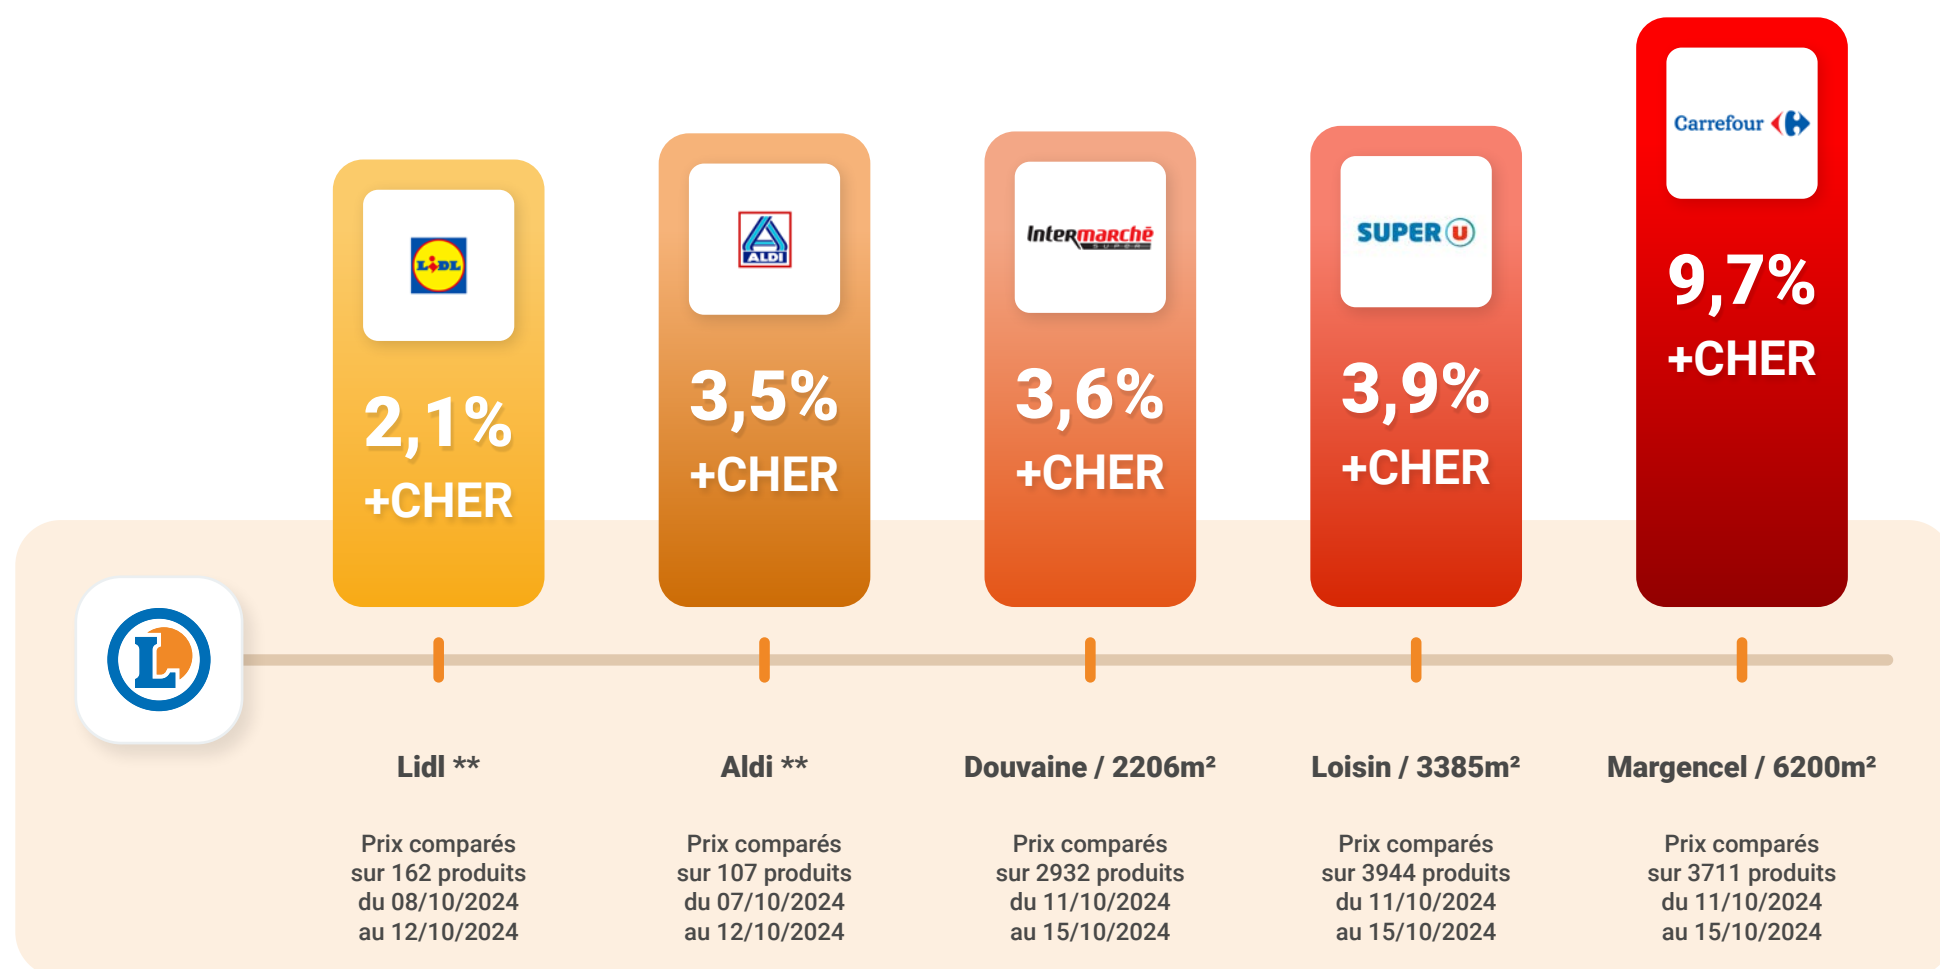 LIDL
2,1%
+CHER
ALDI
3,5%
+CHER
Intermarché
SUPER
3,6%
+CHER
SUPER U
3,9%
+CHER
Carrefour
9,7%
+CHER
L
Lidl **
Prix comparés
sur 162 produits
du 08/10/2024
au 12/10/2024
Aldi **
Prix comparés
sur 107 produits
du 07/10/2024
au 12/10/2024
Douvaine / 2206m²
Prix comparés
sur 2932 produits
du 11/10/2024
au 15/10/2024
Loisin / 3385m²
Prix comparés
sur 3944 produits
du 11/10/2024
au 15/10/2024
Margencel / 6200m²
Prix comparés
sur 3711 produits
du 11/10/2024
au 15/10/2024